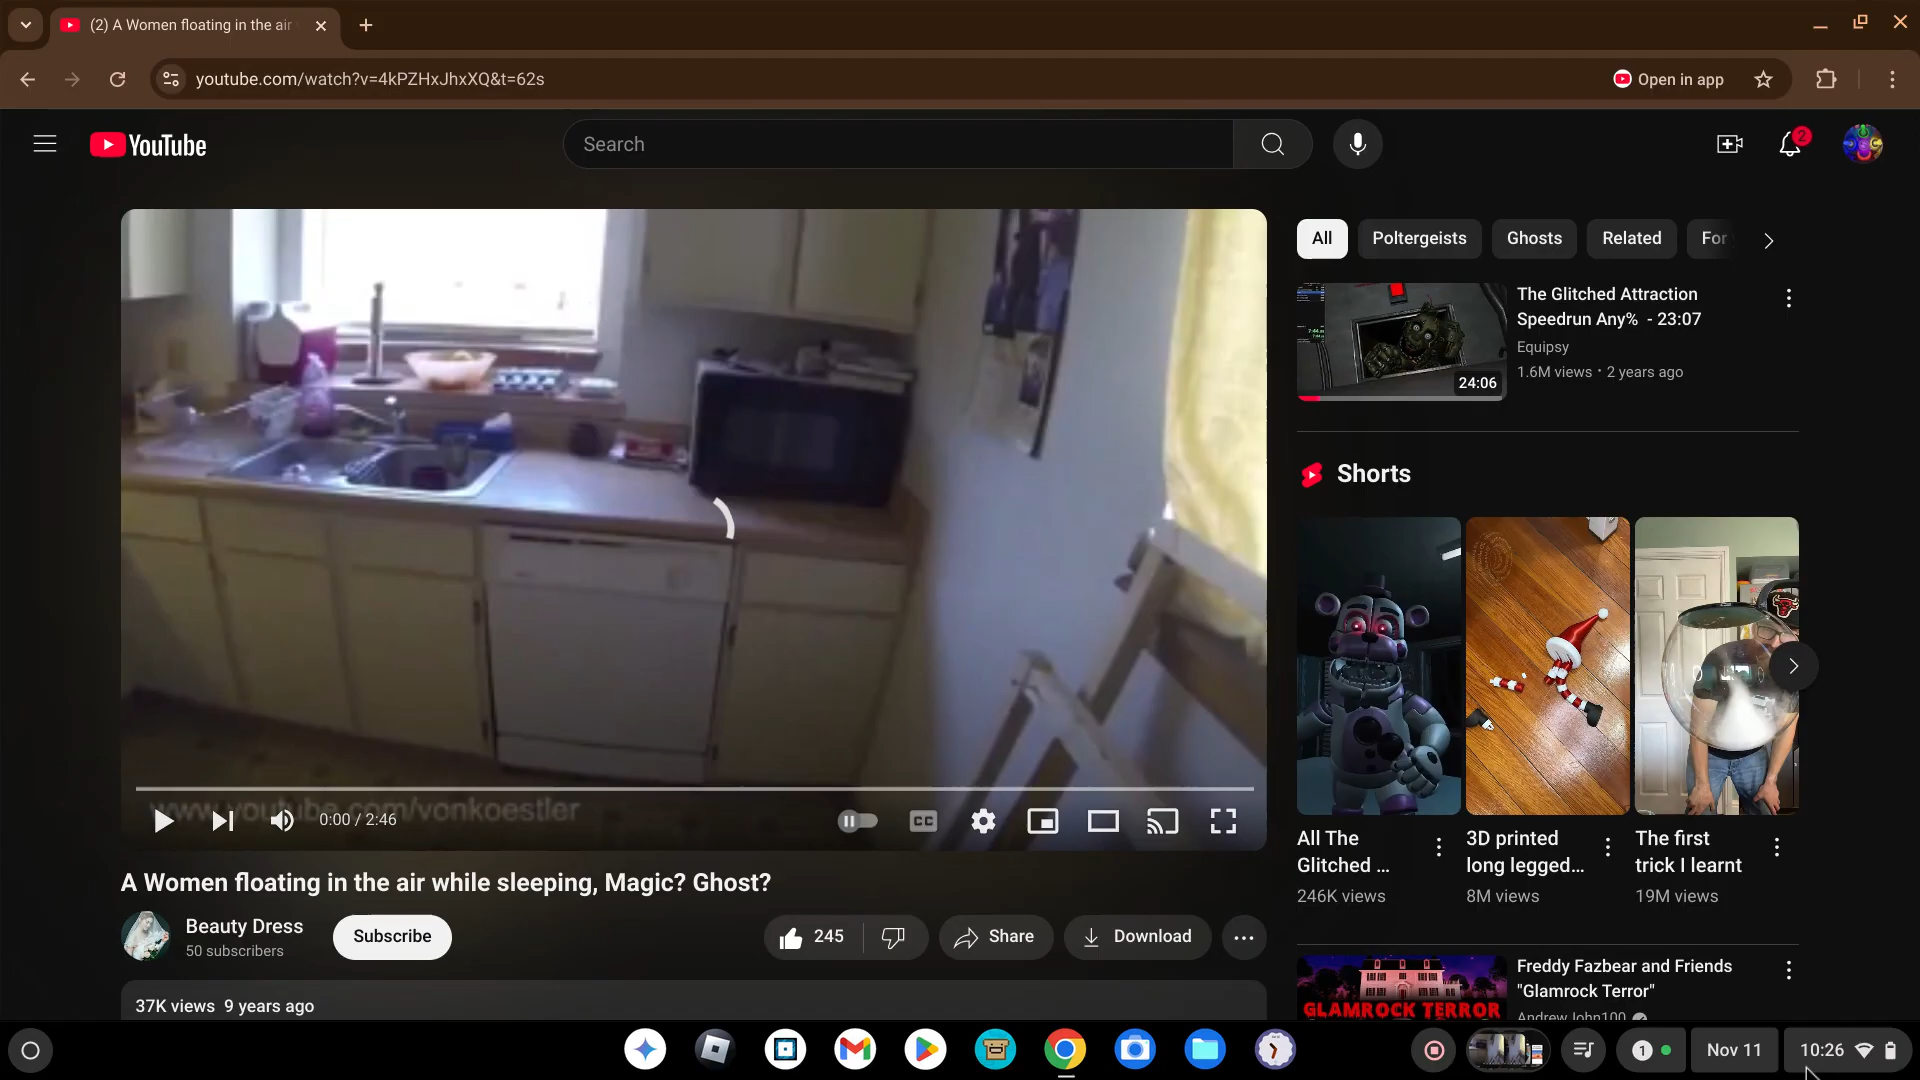 (2) A Women floating in the air
youtube.com/watch?v=4kPZHxJhxXQ&t=62s
Open in app
YouTube
Search
2
All
Poltergeists
Ghosts
Related
For
The Glitched Attraction
Speedrun Any% - 23:07
Equipsy
1.6M views • 2 years ago
24:06
Shorts
www.youtube.com/vonkoestler
0:00 / 2:46
CC
All The
Glitched ...
246K views
3D printed
long legged...
8M views
The first
trick I learnt
19M views
A Women floating in the air while sleeping, Magic? Ghost?
Beauty Dress
50 subscribers
Subscribe
245
Share
Download
37K views 9 years ago
Freddy Fazbear and Friends
"Glamrock Terror"
AndrewJohn100
GLAMROCK TERROR
1
Nov 11
10:26